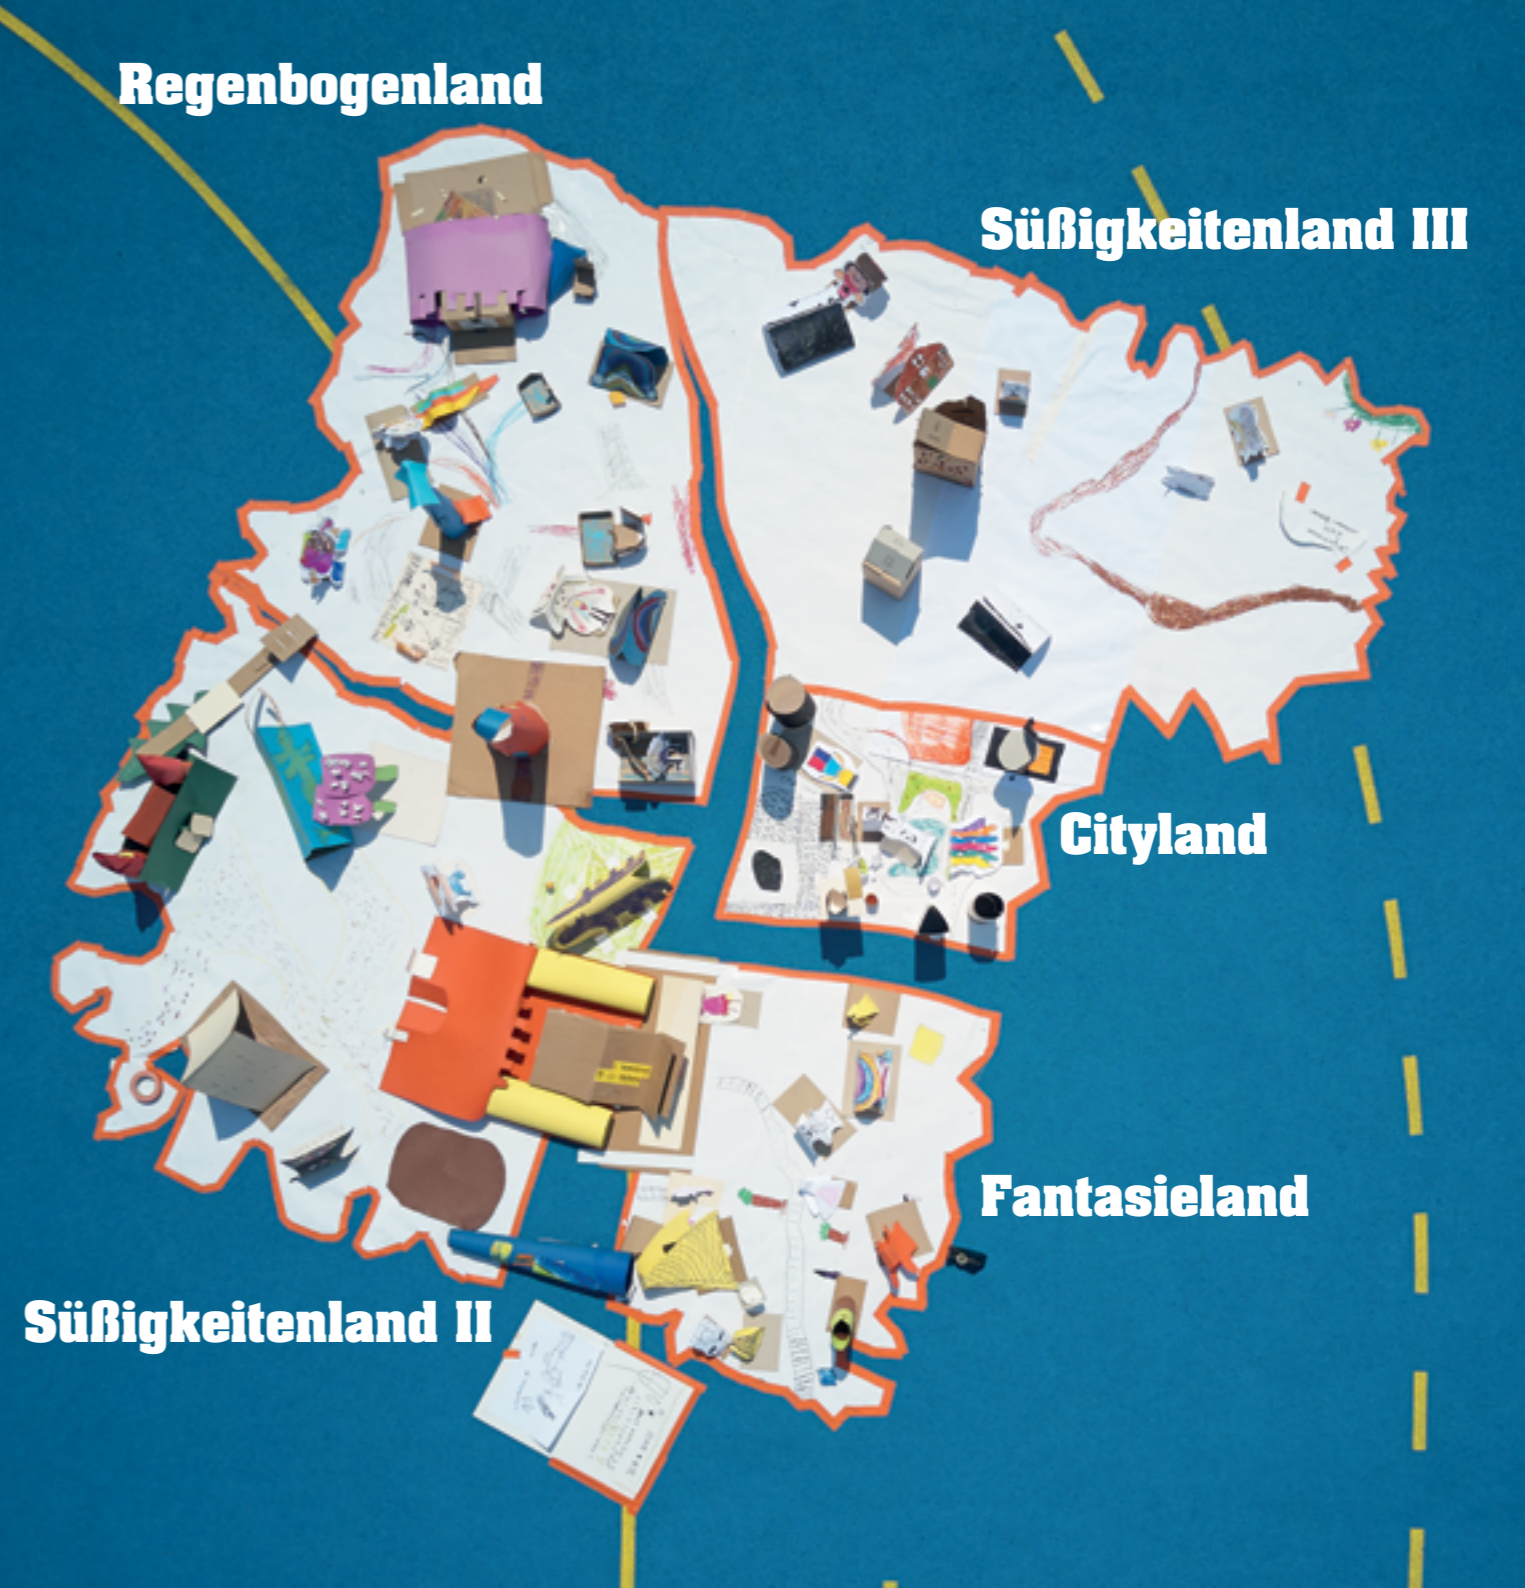 Regenbogenland
Süßigkeitenland III
Cityland
Fantasieland
Süßigkeitenland II